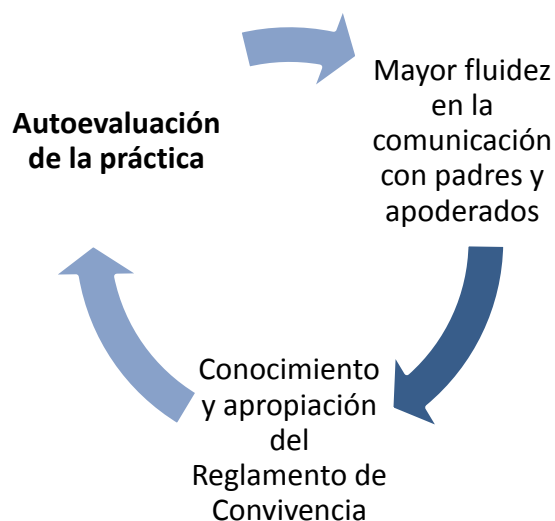 Autoevaluación
de la práctica
Mayor fluidez
en la
comunicación
con padres y
apoderados
Conocimiento
y apropiación
del
Reglamento de
Convivencia